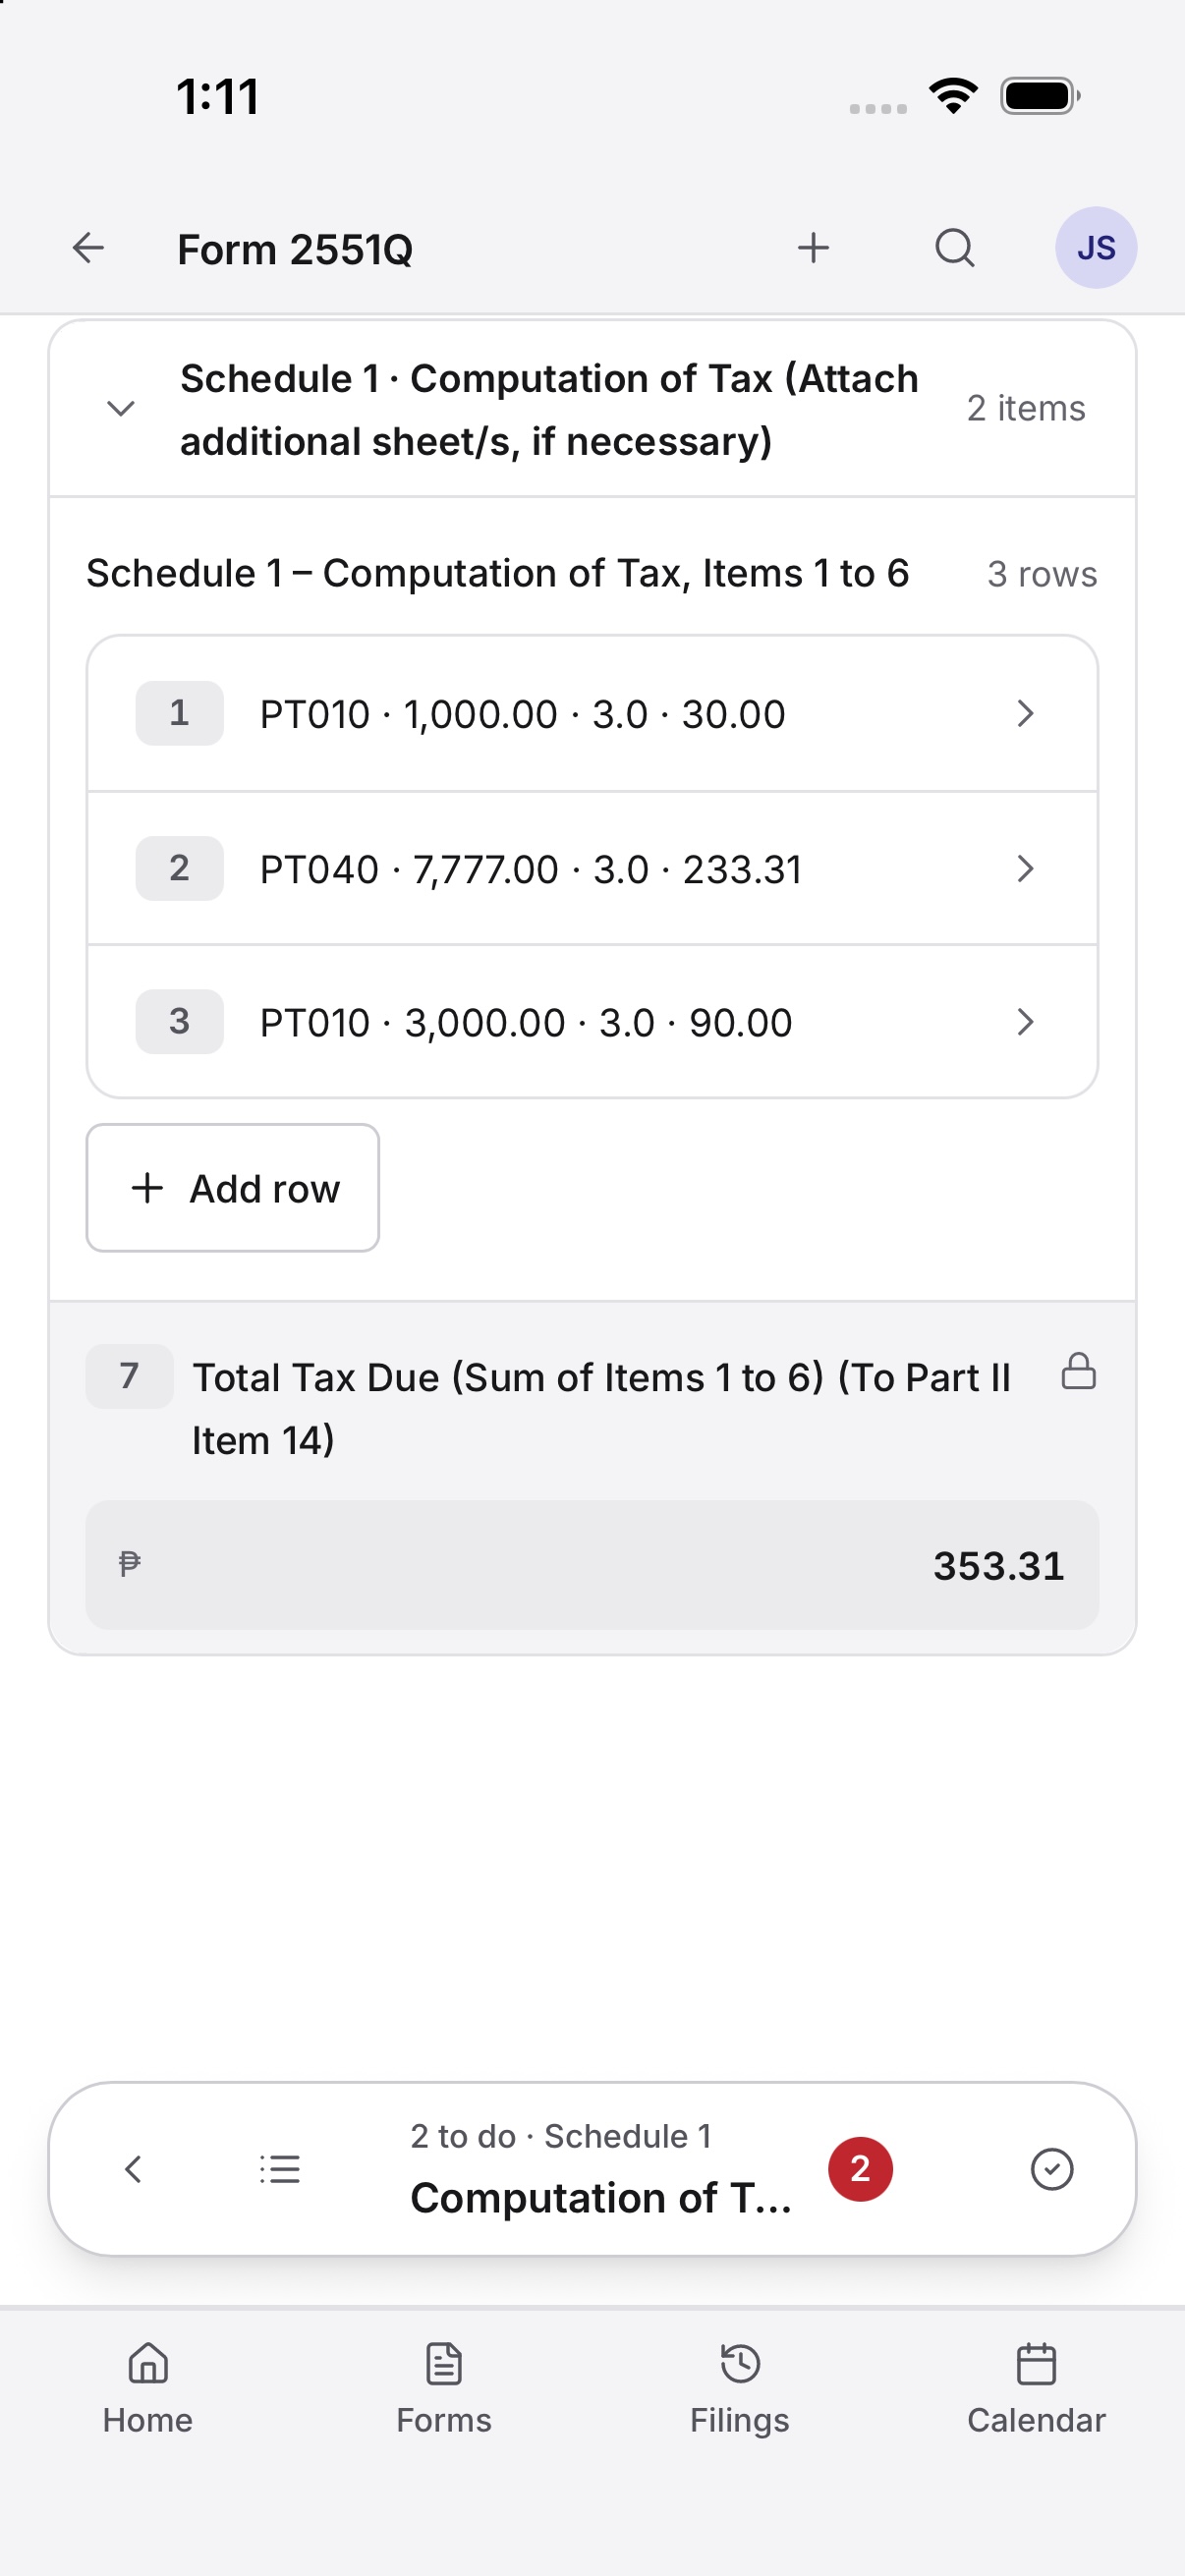 1:11
Form 2551Q
JS
Schedule 1 · Computation of Tax (Attach
additional sheet/s, if necessary)
2 items
Schedule 1 – Computation of Tax, Items 1 to 6
3 rows
1
PT010 · 1,000.00 · 3.0 · 30.00
2
PT040 · 7,777.00 · 3.0 · 233.31
3
PT010 · 3,000.00 · 3.0 · 90.00
Add row
7
Total Tax Due (Sum of Items 1 to 6) (To Part II
Item 14)
₱
353.31
2 to do · Schedule 1
Computation of T...
2
Home
Forms
Filings
Calendar